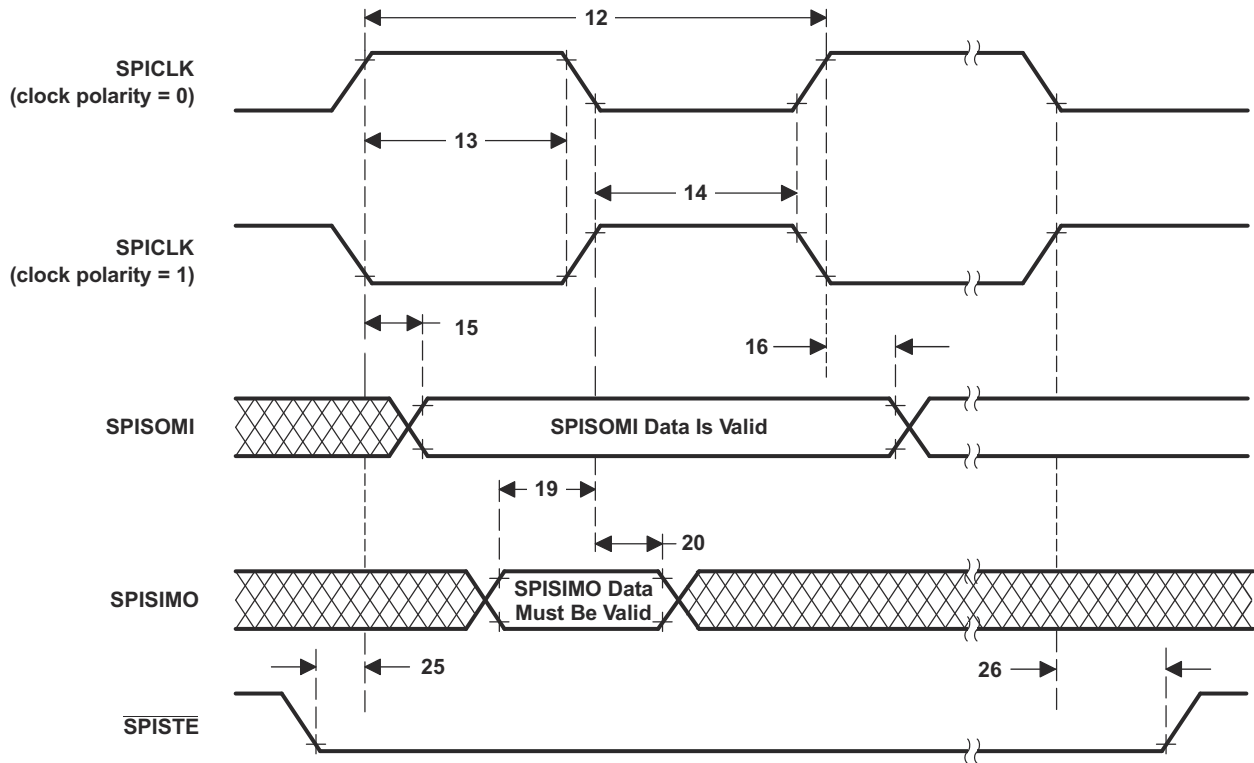 12
SPICLK
(clock polarity = 0)
13
14
SPICLK
(clock polarity = 1)
15
16
SPISOMI
SPISOMI Data Is Valid
19
20
SPISIMO
SPISIMO Data
Must Be Valid
25
26
SPISTE